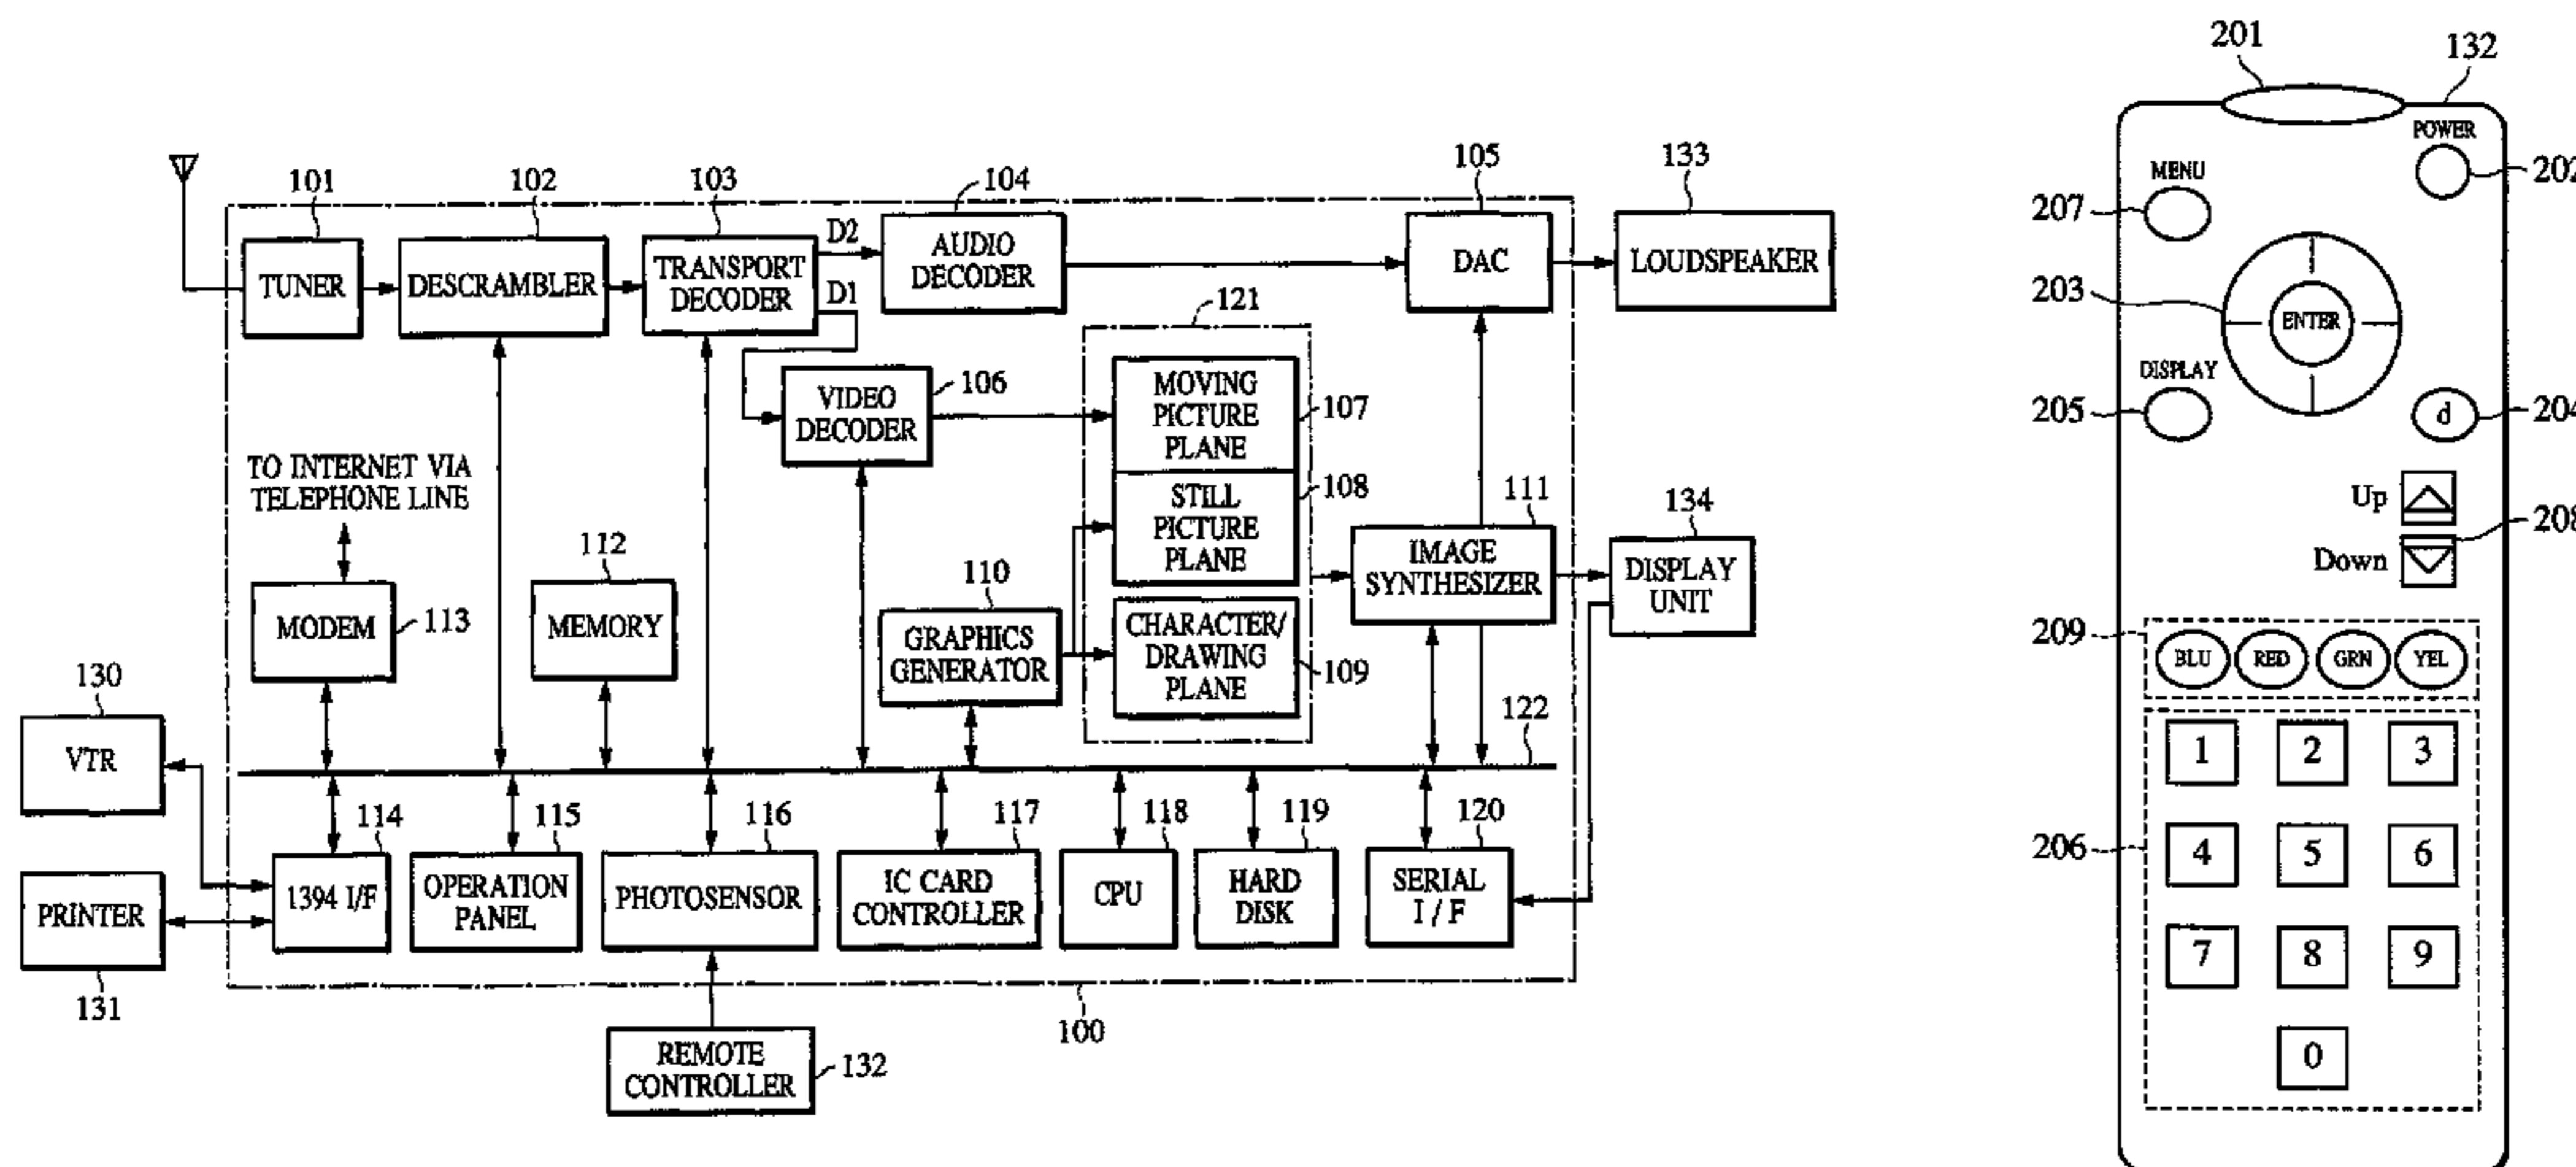 101
TUNER
102
DESCRAMBLER
103
TRANSPORT
DECODER
D2
D1
104
AUDIO
DECODER
105
DAC
133
LOUDSPEAKER
121
VIDEO
DECODER
106
MOVING
PICTURE
PLANE
107
STILL
PICTURE
PLANE
108
CHARACTER/
DRAWING
PLANE
109
110
GRAPHICS
GENERATOR
111
IMAGE
SYNTHESIZER
134
DISPLAY
UNIT
TO INTERNET VIA
TELEPHONE LINE
MODEM
113
112
MEMORY
122
130
VTR
PRINTER
131
114
1394 I/F
115
OPERATION
PANEL
116
PHOTOSENSOR
117
IC CARD
CONTROLLER
118
CPU
119
HARD
DISK
120
SERIAL
I / F
100
REMOTE
CONTROLLER
132
201
132
POWER
202
MENU
207
203
ENTER
DISPLAY
205
d
204
Up
Down
208
209
BLU RED GRN YEL
206
1 2 3
4 5 6
7 8 9
0